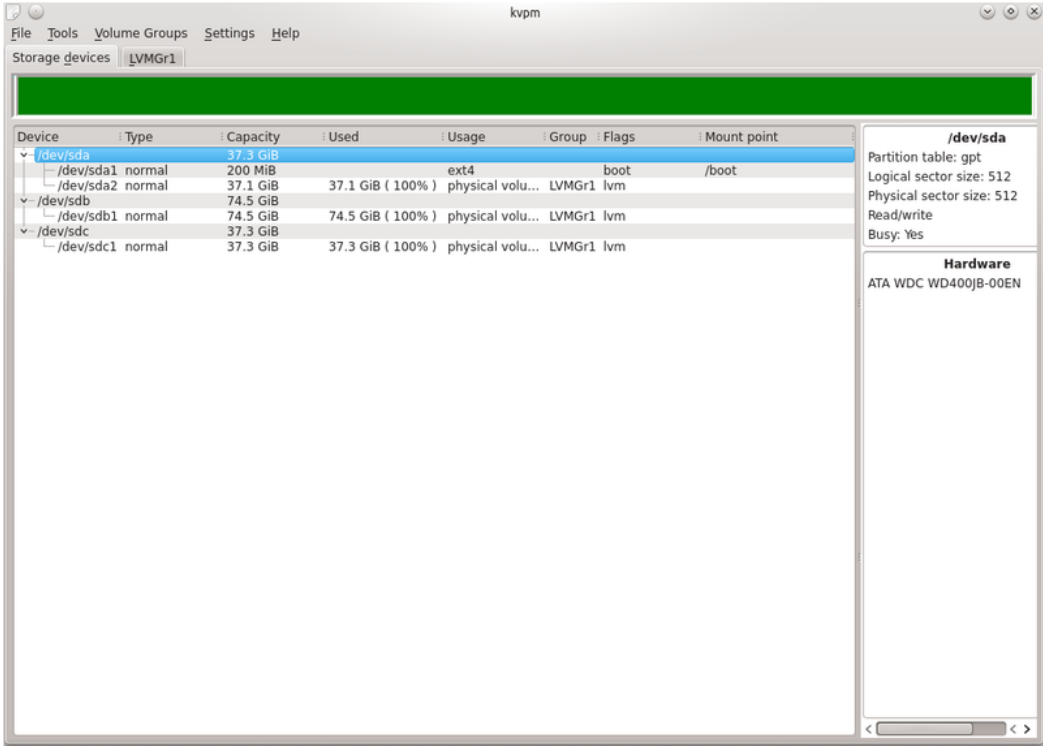 kvpm
File Tools Volume Groups Settings Help
Storage devices LVMGr1
Device Type Capacity Used Usage Group Flags Mount point
/dev/sda 37.3 GiB
/dev/sda1 normal 200 MiB ext4 boot /boot
/dev/sda2 normal 37.1 GiB 37.1 GiB ( 100% ) physical volu... LVMGr1 lvm
/dev/sdb 74.5 GiB
/dev/sdb1 normal 74.5 GiB 74.5 GiB ( 100% ) physical volu... LVMGr1 lvm
/dev/sdc 37.3 GiB
/dev/sdc1 normal 37.3 GiB 37.3 GiB ( 100% ) physical volu... LVMGr1 lvm
/dev/sda
Partition table: gpt
Logical sector size: 512
Physical sector size: 512
Read/write
Busy: Yes
Hardware
ATA WDC WD400JB-00EN